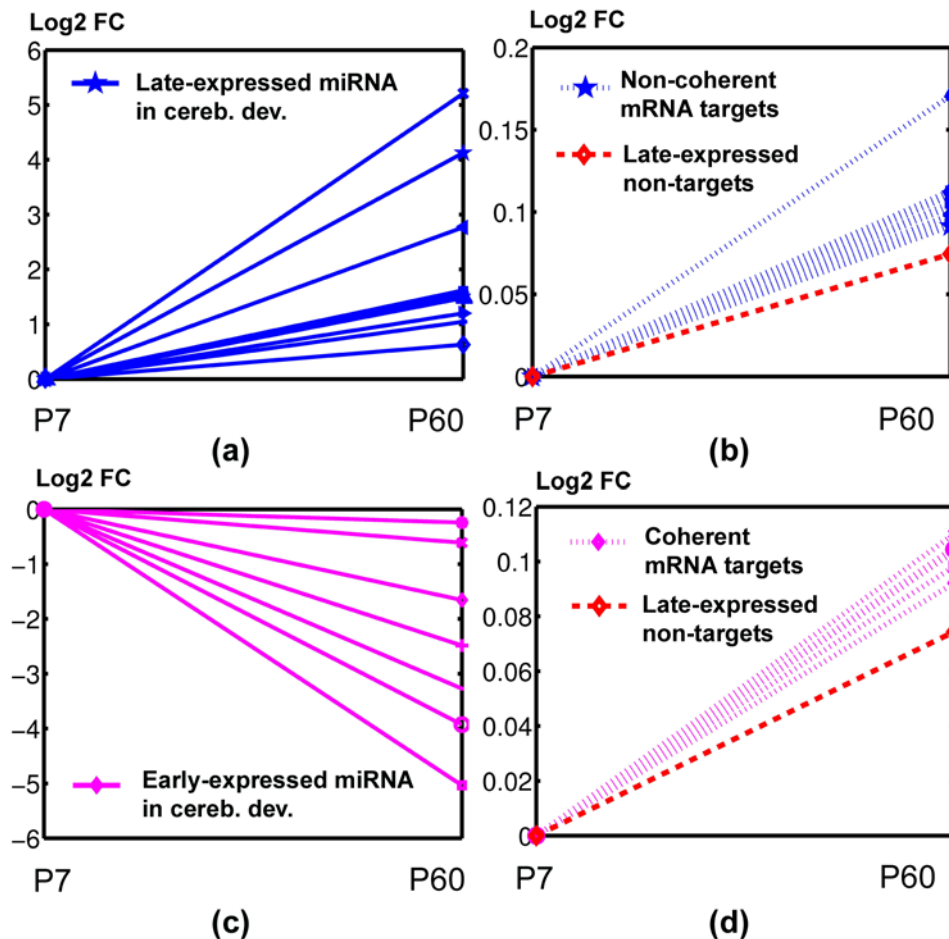 Log2 FC
6
5
4
3
2
1
0
Late-expressed miRNA
in cereb. dev.
P7
P60
(a)
Log2 FC
0.2
0.15
0.1
0.05
0
Non-coherent
mRNA targets
Late-expressed
non-targets
P7
P60
(b)
Log2 FC
0
−1
−2
−3
−4
−5
−6
Early-expressed miRNA
in cereb. dev.
P7
P60
(c)
Log2 FC
0.12
0.1
0.08
0.06
0.04
0.02
0
Coherent
mRNA targets
Late-expressed
non-targets
P7
P60
(d)